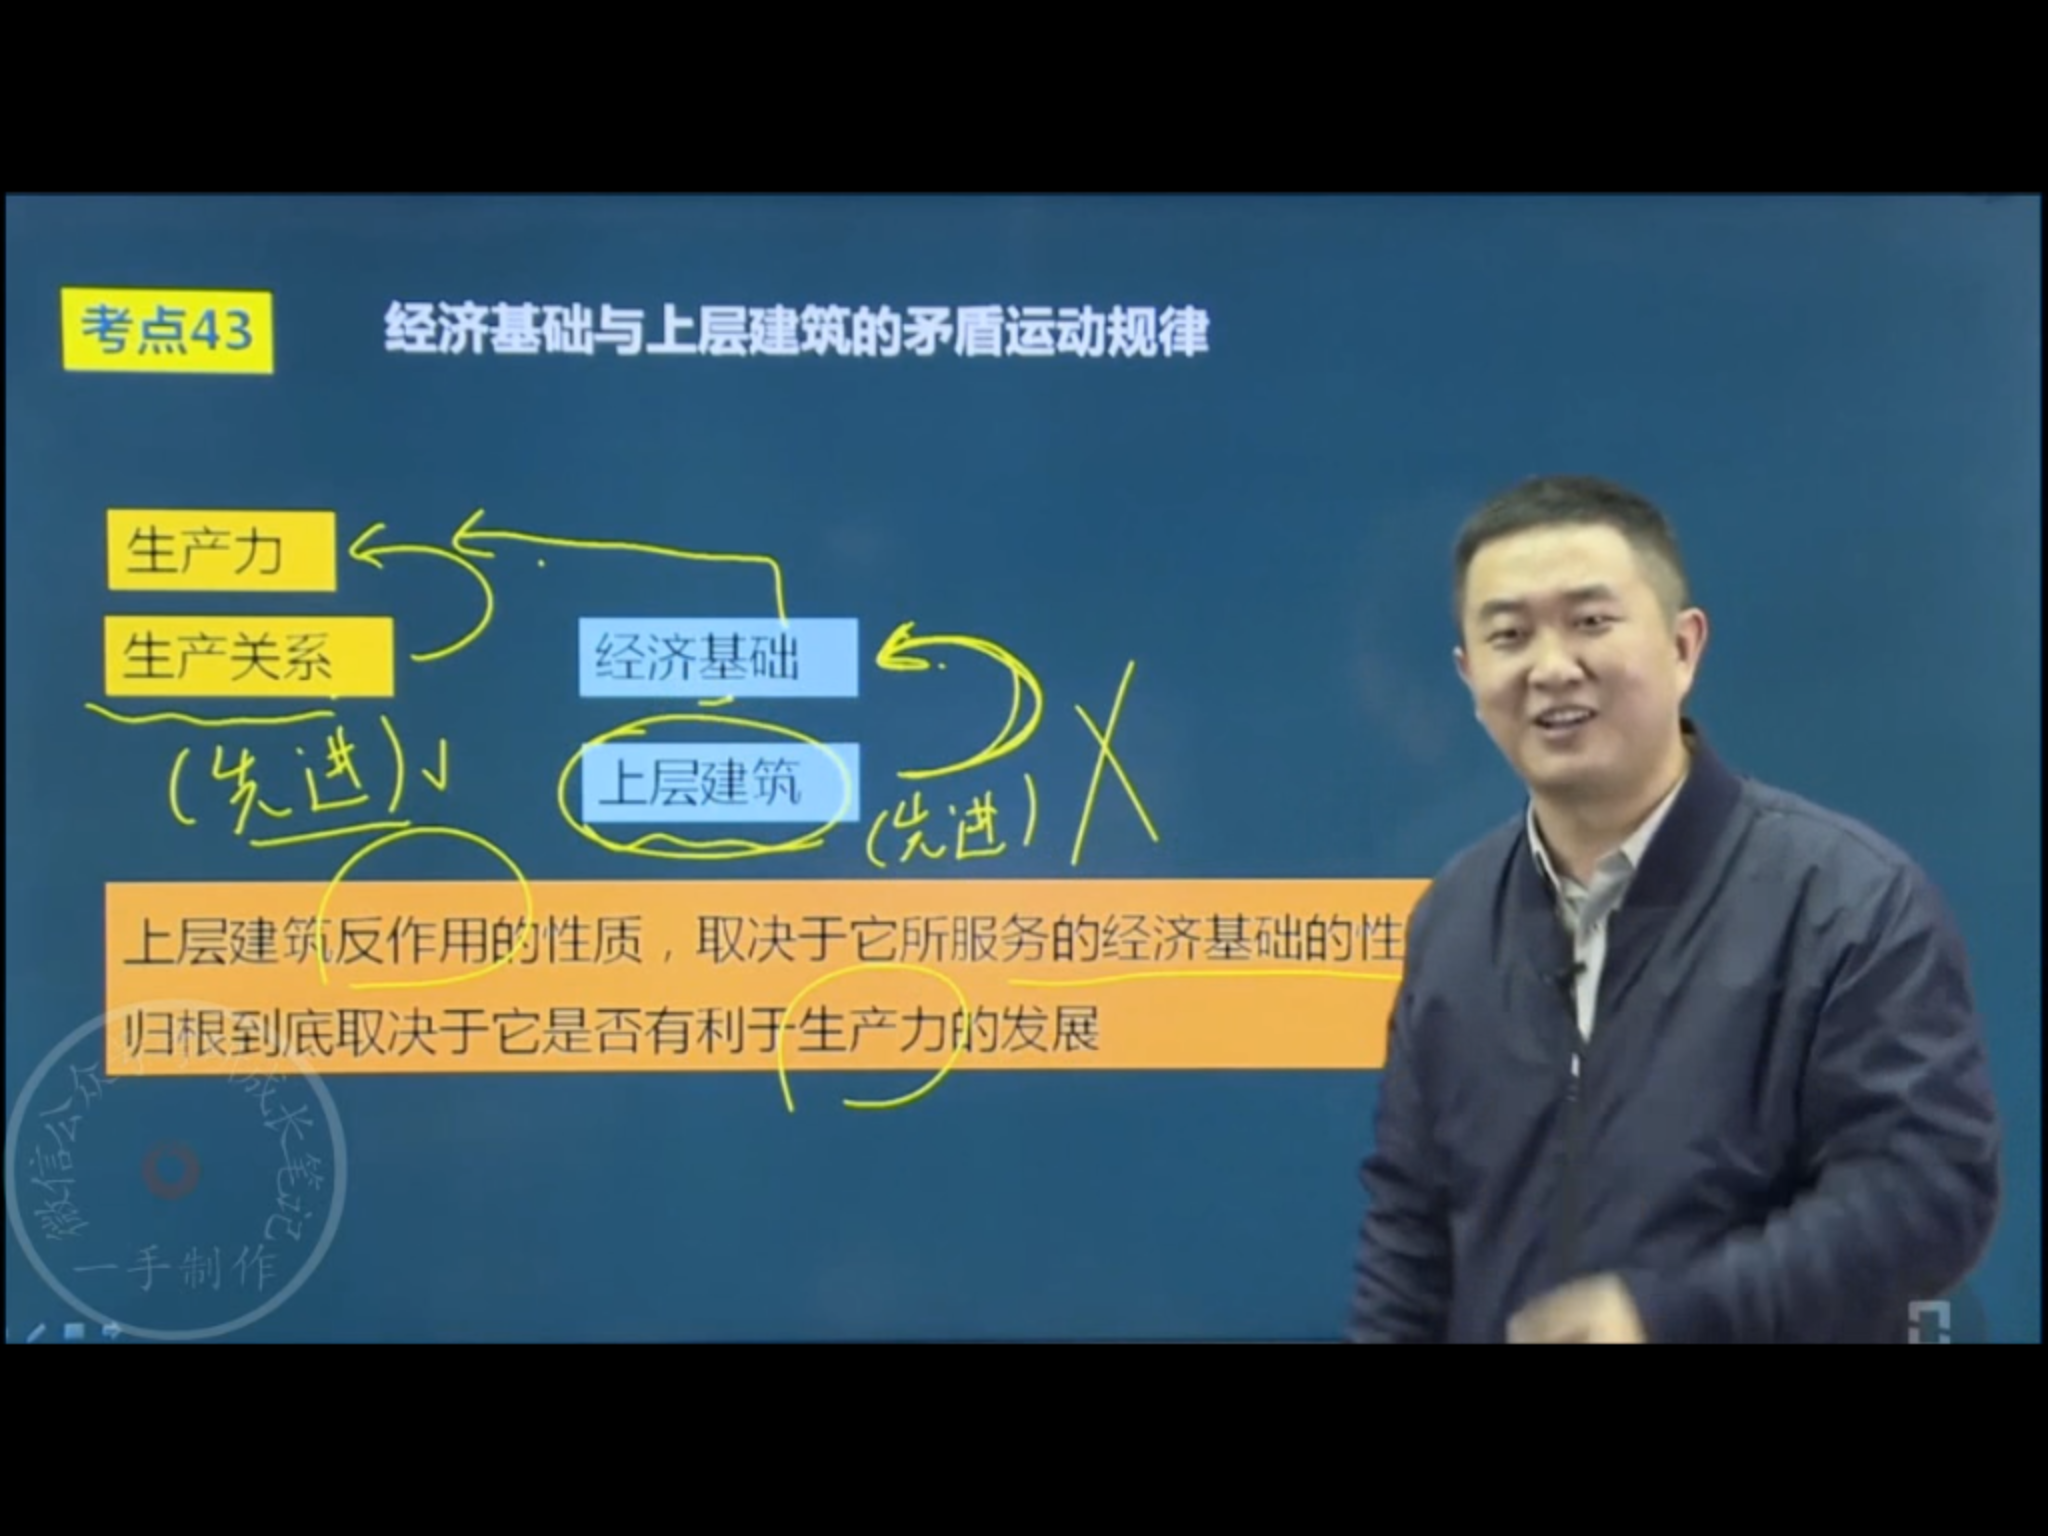 考点43
经济基础与上层建筑的矛盾运动规律
生产力
生产关系
经济基础
(先进)✓
上层建筑
(先进)
上层建筑反作用的性质，取决于它所服务的经济基础的性
归根到底取决于它是否有利于生产力的发展
微信公众
成长笔记
一手制作